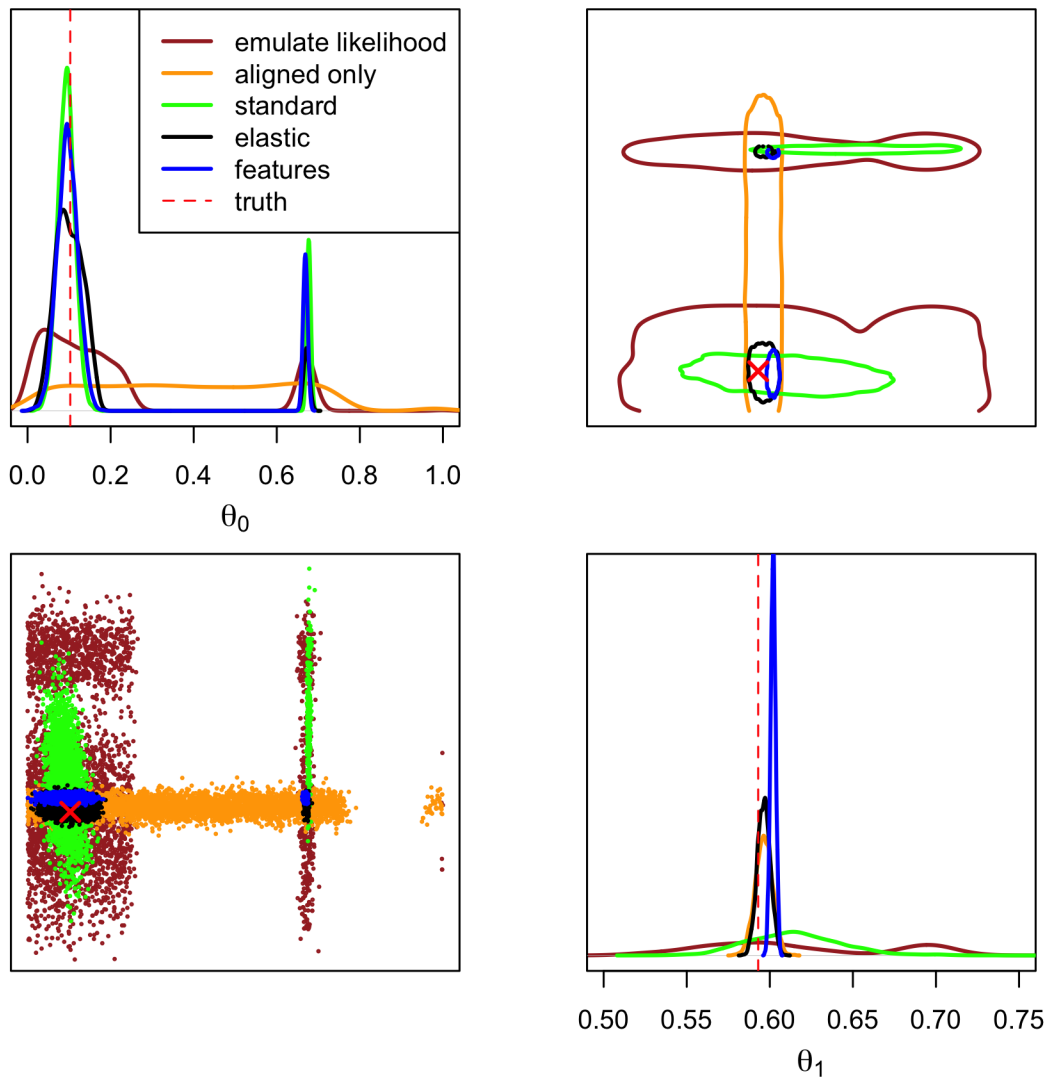 emulate likelihood
aligned only
standard
elastic
features
truth
0.0 0.2 0.4 0.6 0.8 1.0
θ0
0.50 0.55 0.60 0.65 0.70 0.75
θ1